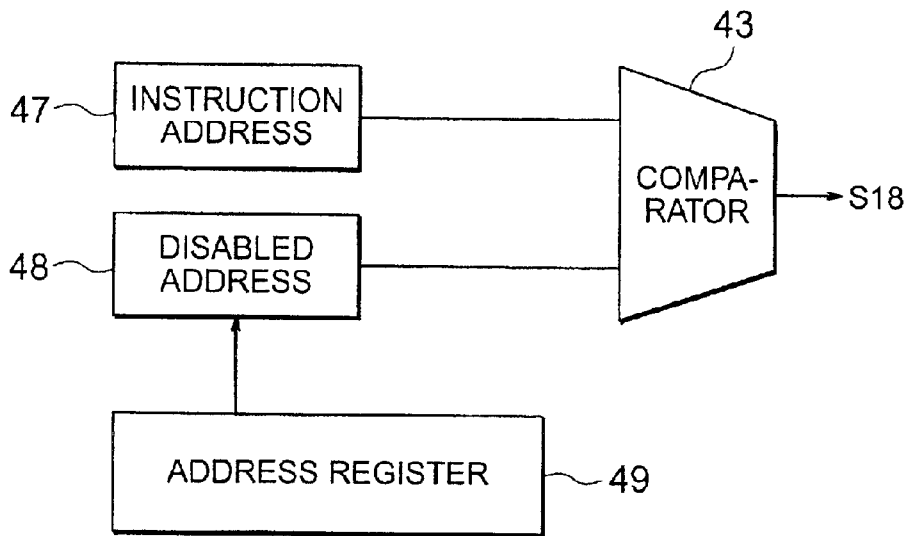 43
47
INSTRUCTION
ADDRESS
COMPA-
RATOR
S18
48
DISABLED
ADDRESS
ADDRESS REGISTER
49